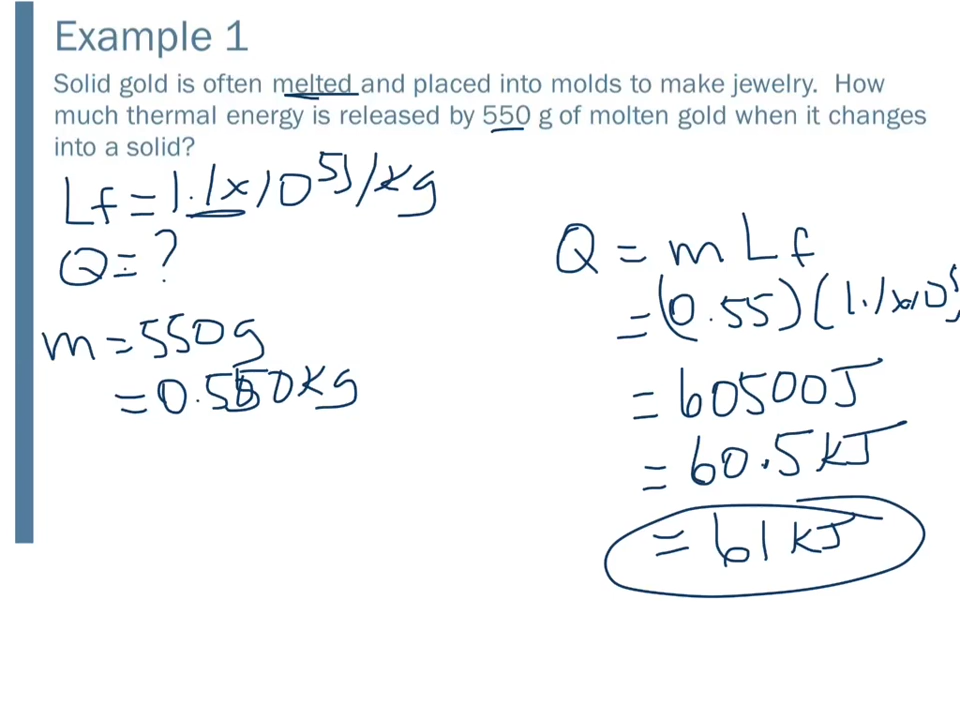 Example 1
Solid gold is often melted and placed into molds to make jewelry. How
much thermal energy is released by 550 g of molten gold when it changes
into a solid?
Lf = 1.1x10^5 J/kg
Q = ?
m = 550g
= 0.550kg
Q = m Lf
= (0.55)(1.1x10^5)
= 60500J
= 60.5kJ
= 61kJ